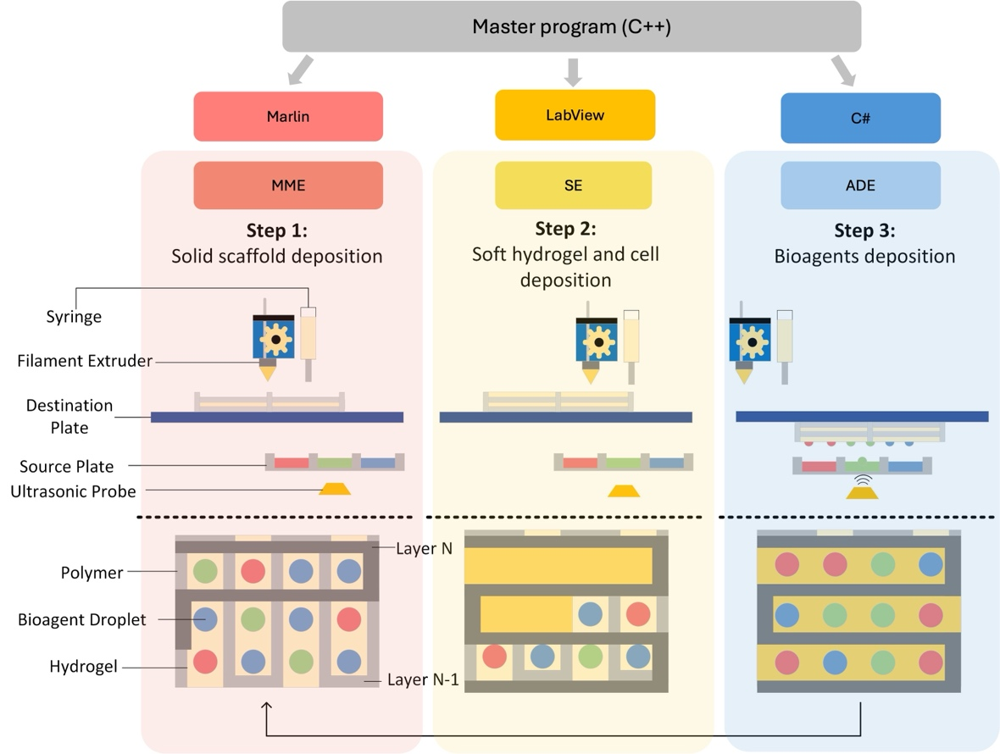 Master program (C++)
Marlin
LabView
C#
MME
SE
ADE
Step 1:
Solid scaffold deposition
Step 2:
Soft hydrogel and cell
deposition
Step 3:
Bioagents deposition
Syringe
Filament Extruder
Destination
Plate
Source Plate
Ultrasonic Probe
Layer N
Polymer
Bioagent Droplet
Hydrogel
Layer N-1